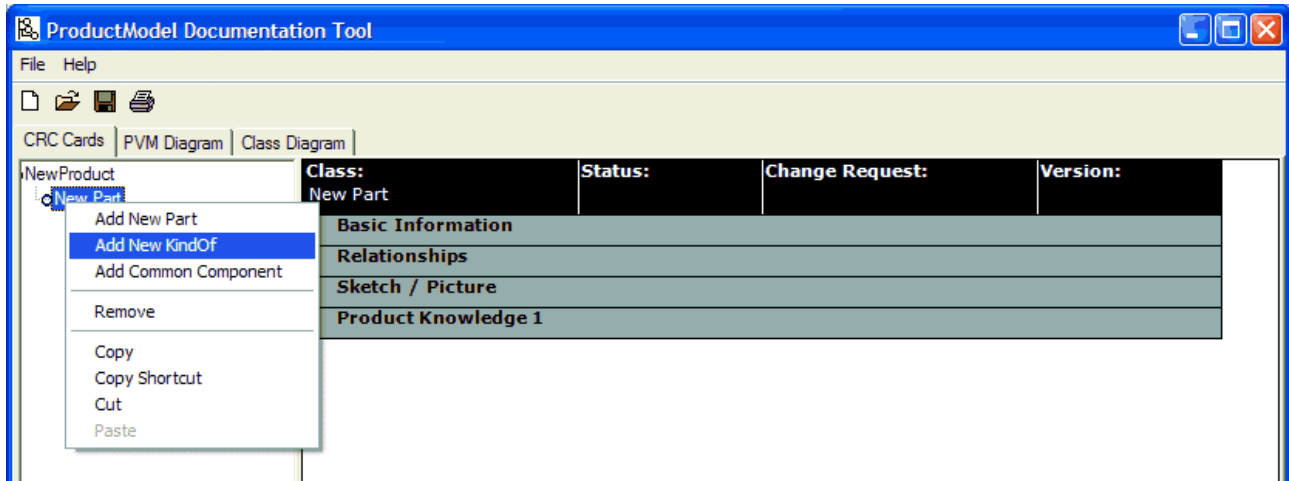 ProductModel Documentation Tool
File Help
CRC Cards PVM Diagram Class Diagram
NewProduct
New Part
Add New Part
Add New KindOf
Add Common Component
Remove
Copy
Copy Shortcut
Cut
Paste
Class: Status: Change Request: Version:
New Part
Basic Information
Relationships
Sketch / Picture
Product Knowledge 1